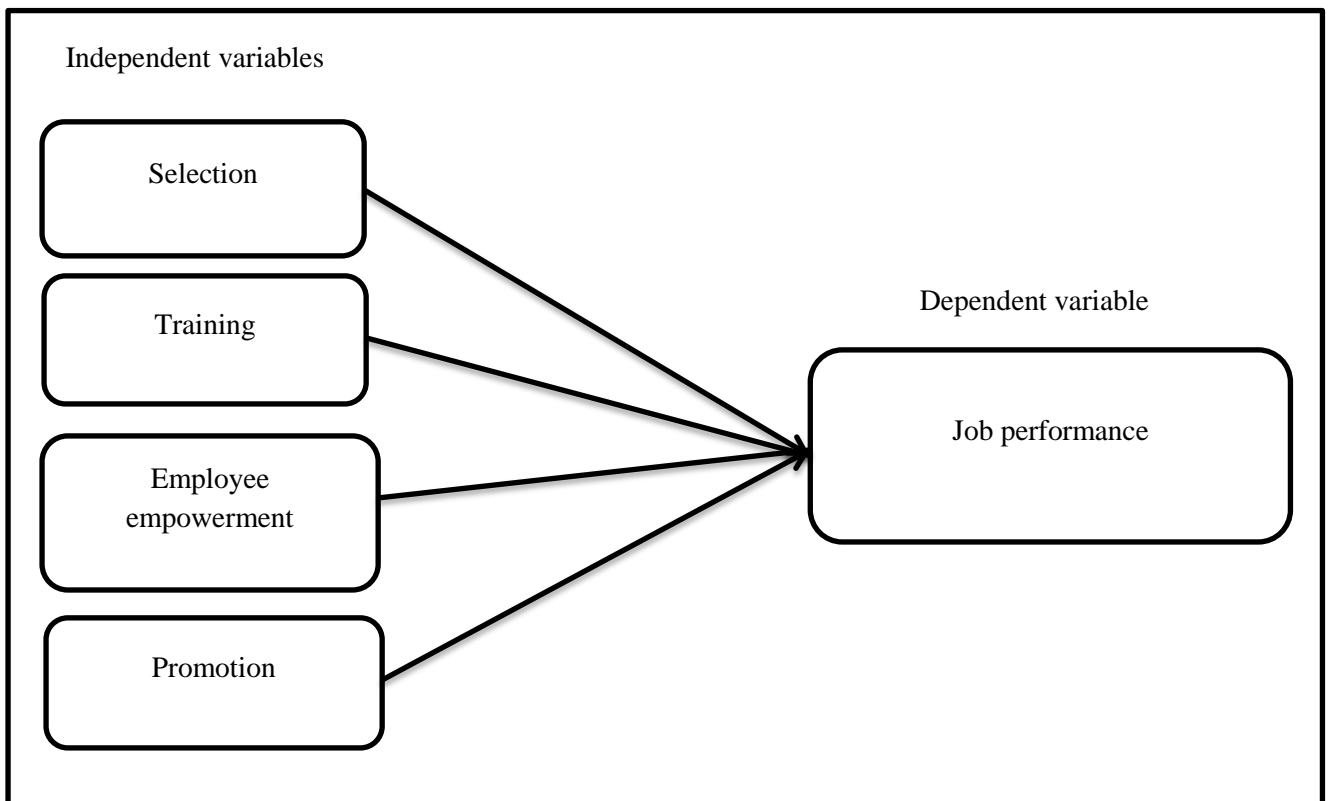 Independent variables
Selection
Training
Employee
empowerment
Promotion
Dependent variable
Job performance